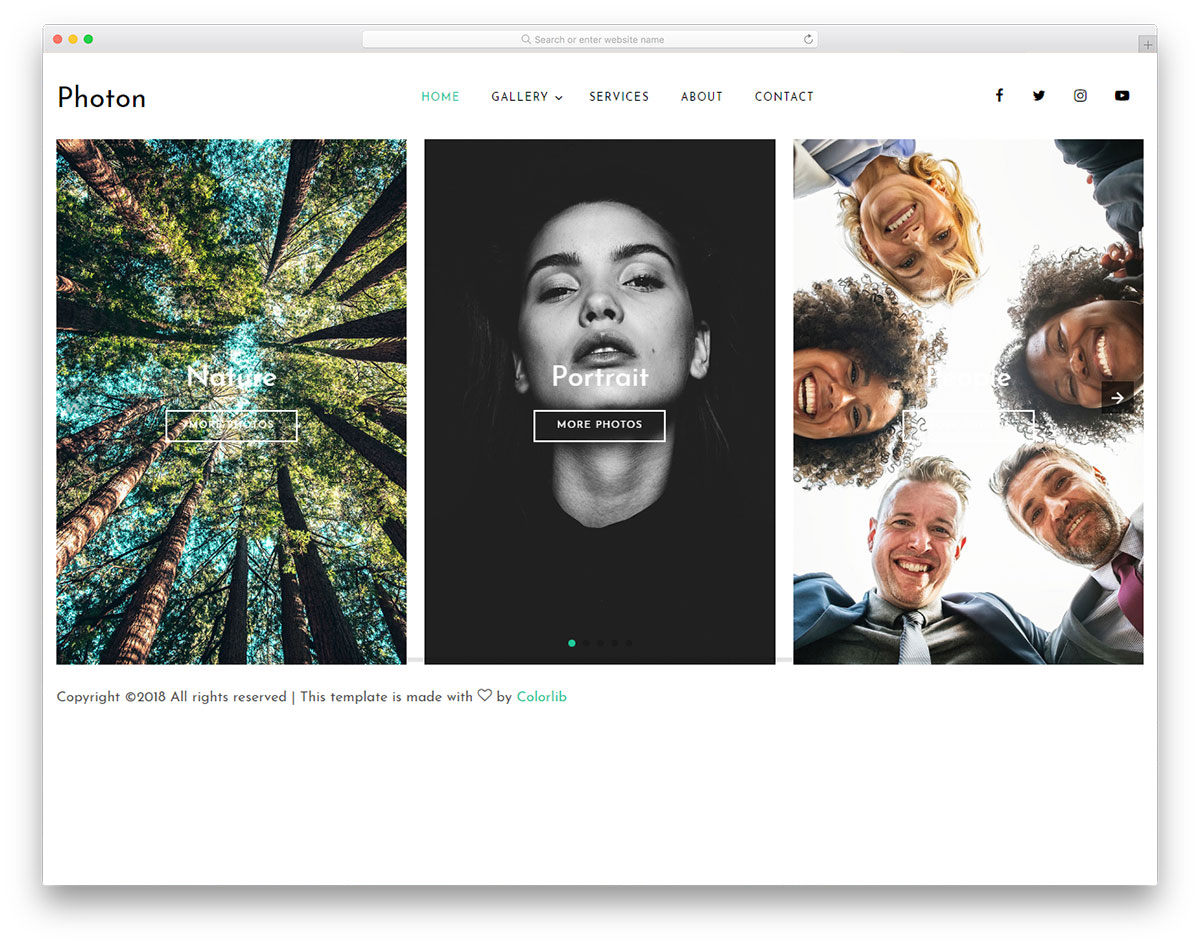 Search or enter website name
Photon
HOME GALLERY SERVICES ABOUT CONTACT
Nature
MORE PHOTOS
Portrait
MORE PHOTOS
People
Copyright ©2018 All rights reserved | This template is made with ♡ by Colorlib